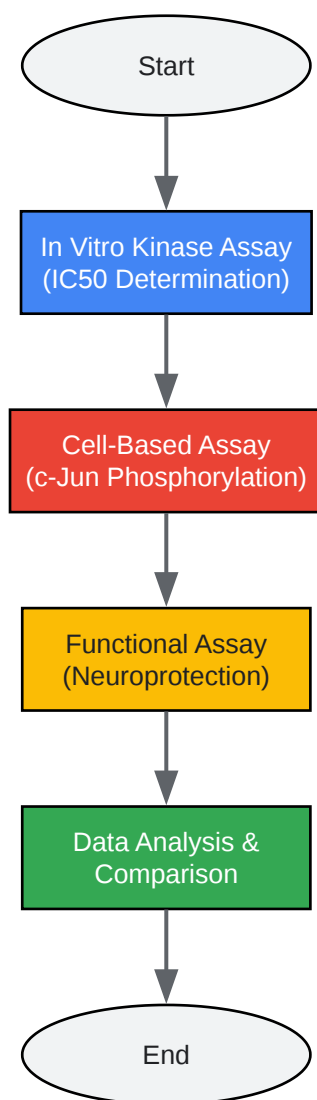 Start
In Vitro Kinase Assay
(IC50 Determination)
Cell-Based Assay
(c-Jun Phosphorylation)
Functional Assay
(Neuroprotection)
Data Analysis &
Comparison
End